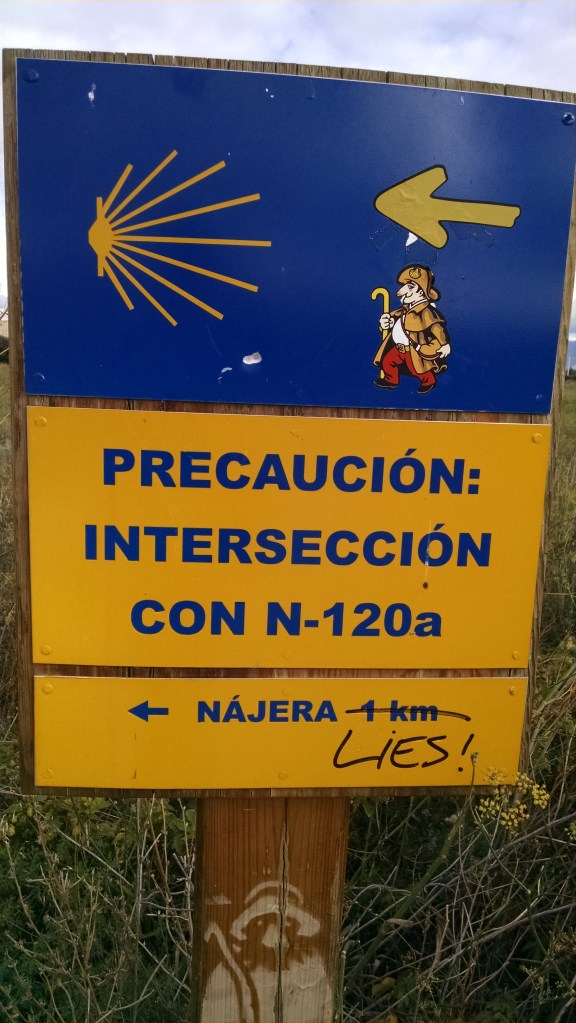 PRECAUCIÓN:
INTERSECCIÓN
CON N-120a
← NÁJERA 1 km
LIES!